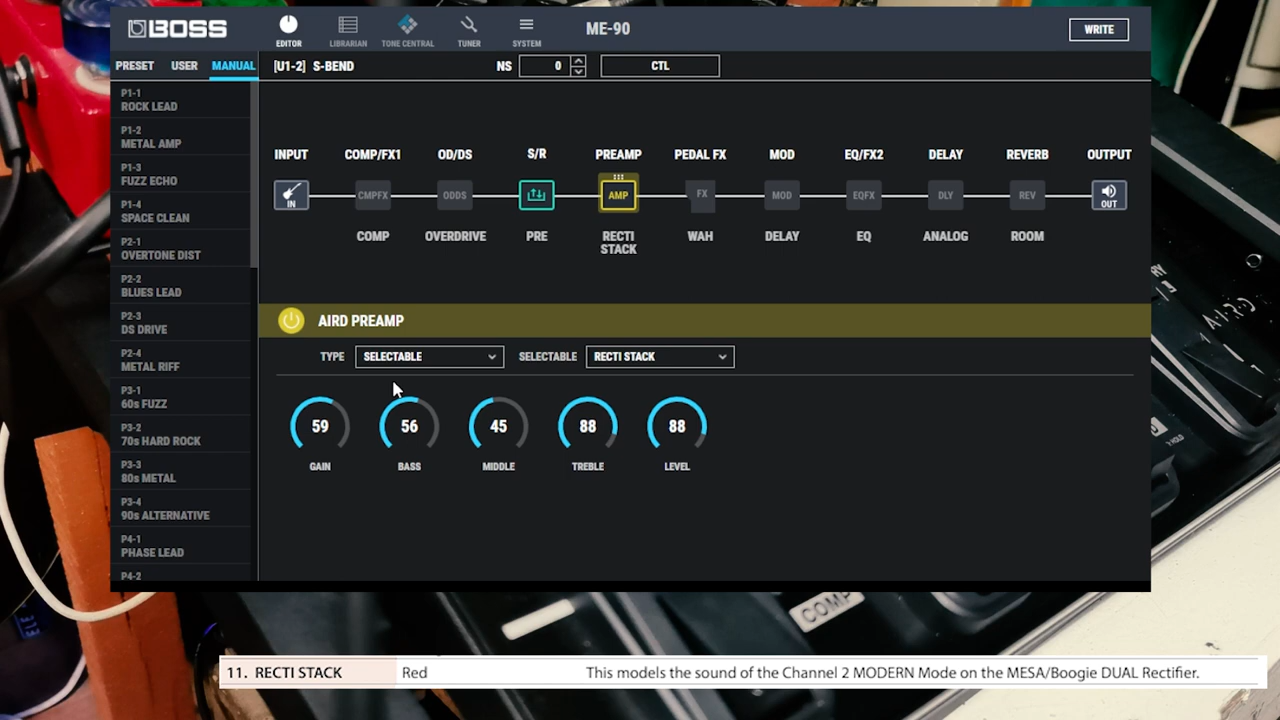 BOSS
EDITOR
LIBRARIAN
TONE CENTRAL
TUNER
SYSTEM
ME-90
WRITE
PRESET USER MANUAL
[U1-2] S-BEND
NS 0
CTL
P1-1
ROCK LEAD
P1-2
METAL AMP
P1-3
FUZZ ECHO
P1-4
SPACE CLEAN
P2-1
OVERTONE DIST
P2-2
BLUES LEAD
P2-3
DS DRIVE
P2-4
METAL RIFF
P3-1
60s FUZZ
P3-2
70s HARD ROCK
P3-3
80s METAL
P3-4
90s ALTERNATIVE
P4-1
PHASE LEAD
P4-2
INPUT COMP/FX1 OD/DS S/R PREAMP PEDAL FX MOD EQ/FX2 DELAY REVERB OUTPUT
IN CMPFX ODDS AMP FX MOD EQFX DLY REV OUT
COMP OVERDRIVE PRE RECTI STACK WAH DELAY EQ ANALOG ROOM
AIRD PREAMP
TYPE SELECTABLE SELECTABLE RECTI STACK
59 56 45 88 88
GAIN BASS MIDDLE TREBLE LEVEL
COMP
11. RECTI STACK Red This models the sound of the Channel 2 MODERN Mode on the MESA/Boogie DUAL Rectifier.